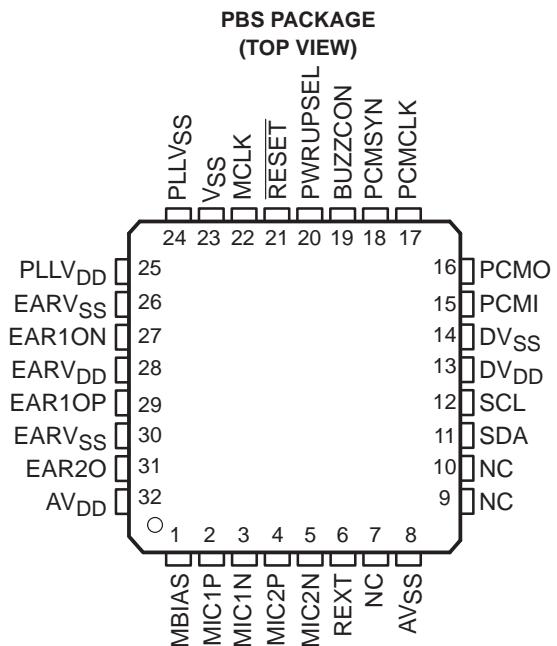 PBS PACKAGE
(TOP VIEW)
PLLVSS
VSS
MCLK
RESET
PWRUPSEL
BUZZCON
PCMSYN
PCMCLK
24 23 22 21 20 19 18 17
PLLVDD 25
EARVSS 26
EAR1ON 27
EARVDD 28
EAR1OP 29
EARVSS 30
EAR2O 31
AVDD 32
16 PCMO
15 PCMI
14 DVSS
13 DVDD
12 SCL
11 SDA
10 NC
9 NC
1 2 3 4 5 6 7 8
MBIAS
MIC1P
MIC1N
MIC2P
MIC2N
REXT
NC
AVSS